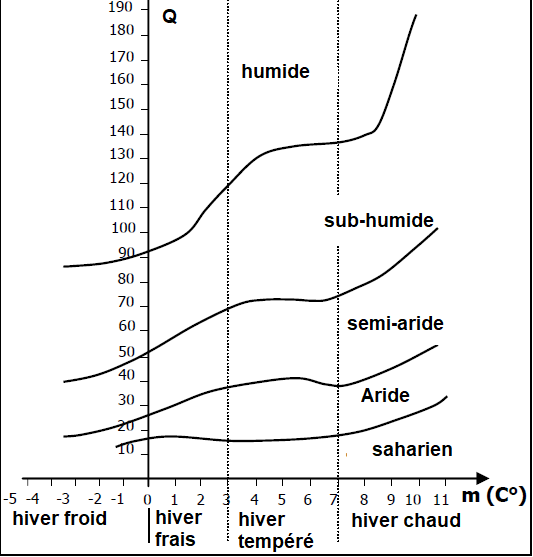 190
Q
180
170
humide
160
150
140
130
120
110
100
sub-humide
90
80
70
semi-aride
60
50
40
Aride
30
20
saharien
10
-5 -4 -3 -2 -1 0 1 2 3 4 5 6 7 8 9 10 11 m (C°)
hiver froid
hiver
frais
hiver
tempéré
hiver chaud